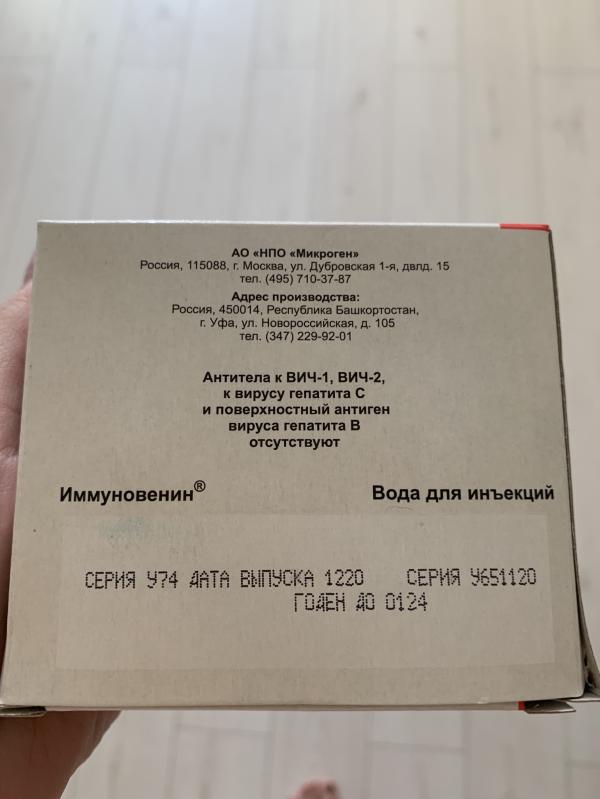 АО «НПО «Микроген»
Россия, 115088, г. Москва, ул. Дубровская 1-я, двлд. 15
тел. (495) 710-37-87
Адрес производства:
Россия, 450014, Республика Башкортостан,
г. Уфа, ул. Новороссийская, д. 105
тел. (347) 229-92-01
Антитела к ВИЧ-1, ВИЧ-2,
к вирусу гепатита С
и поверхностный антиген
вируса гепатита В
отсутствуют
Иммуновенин® Вода для инъекций
СЕРИЯ У74 ДАТА ВЫПУСКА 1220 СЕРИЯ У651120
ГОДЕН ДО 0124